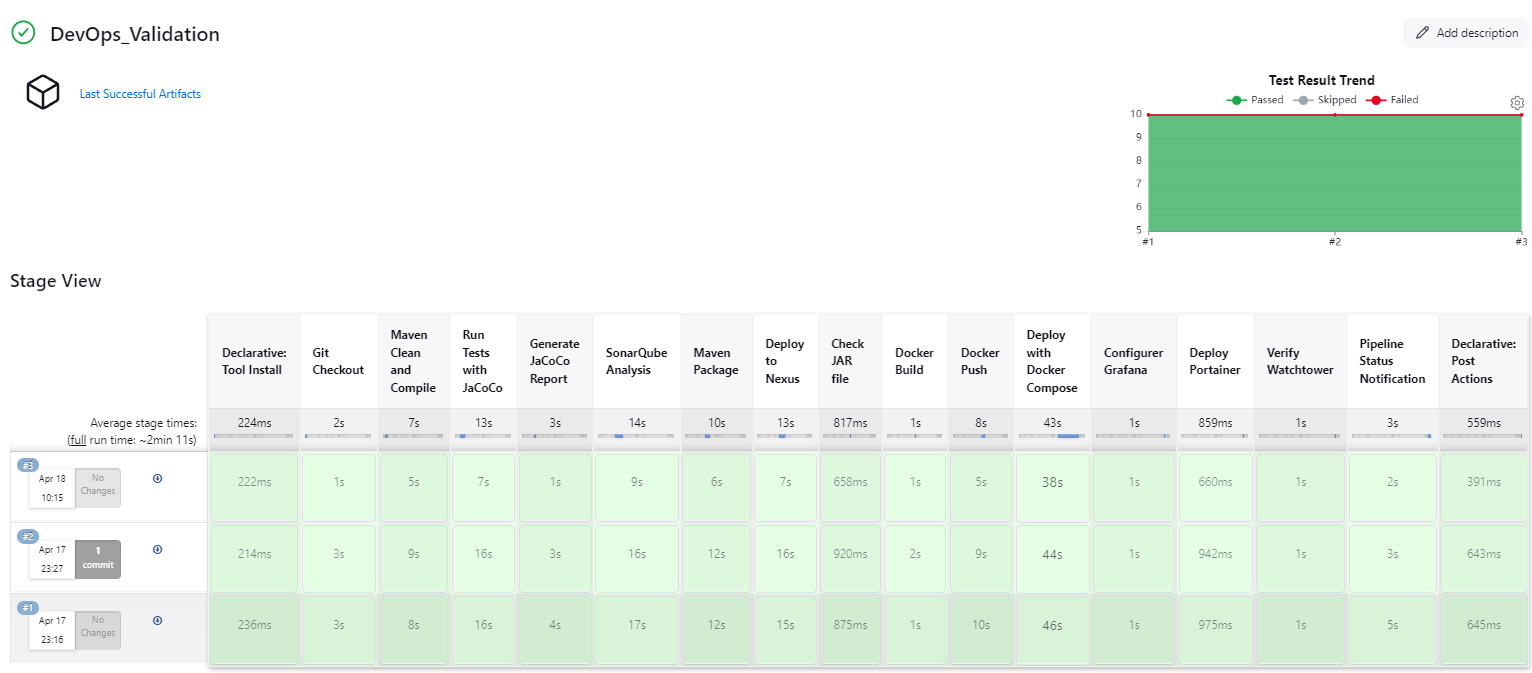 DevOps_Validation
Add description
Last Successful Artifacts
Test Result Trend
Passed Skipped Failed
10
9
8
7
6
5
#1 #2 #3
Stage View
Declarative: Tool Install
Git Checkout
Maven Clean and Compile
Run Tests with JaCoCo
Generate JaCoCo Report
SonarQube Analysis
Maven Package
Deploy to Nexus
Check JAR file
Docker Build
Docker Push
Deploy with Docker Compose
Configurer Grafana
Deploy Portainer
Verify Watchtower
Pipeline Status Notification
Declarative: Post Actions
Average stage times:
(full run time: ~2min 11s)
224ms 2s 7s 13s 3s 14s 10s 13s 817ms 1s 8s 43s 1s 859ms 1s 3s 559ms
#3
Apr 18
10:15
No Changes
222ms 1s 5s 7s 1s 9s 6s 7s 658ms 1s 5s 38s 1s 660ms 1s 2s 391ms
#2
Apr 17
23:27
1 commit
214ms 3s 9s 16s 3s 16s 12s 16s 920ms 2s 9s 44s 1s 942ms 1s 3s 643ms
#1
Apr 17
23:16
No Changes
236ms 3s 8s 16s 4s 17s 12s 15s 875ms 1s 10s 46s 1s 975ms 1s 5s 645ms